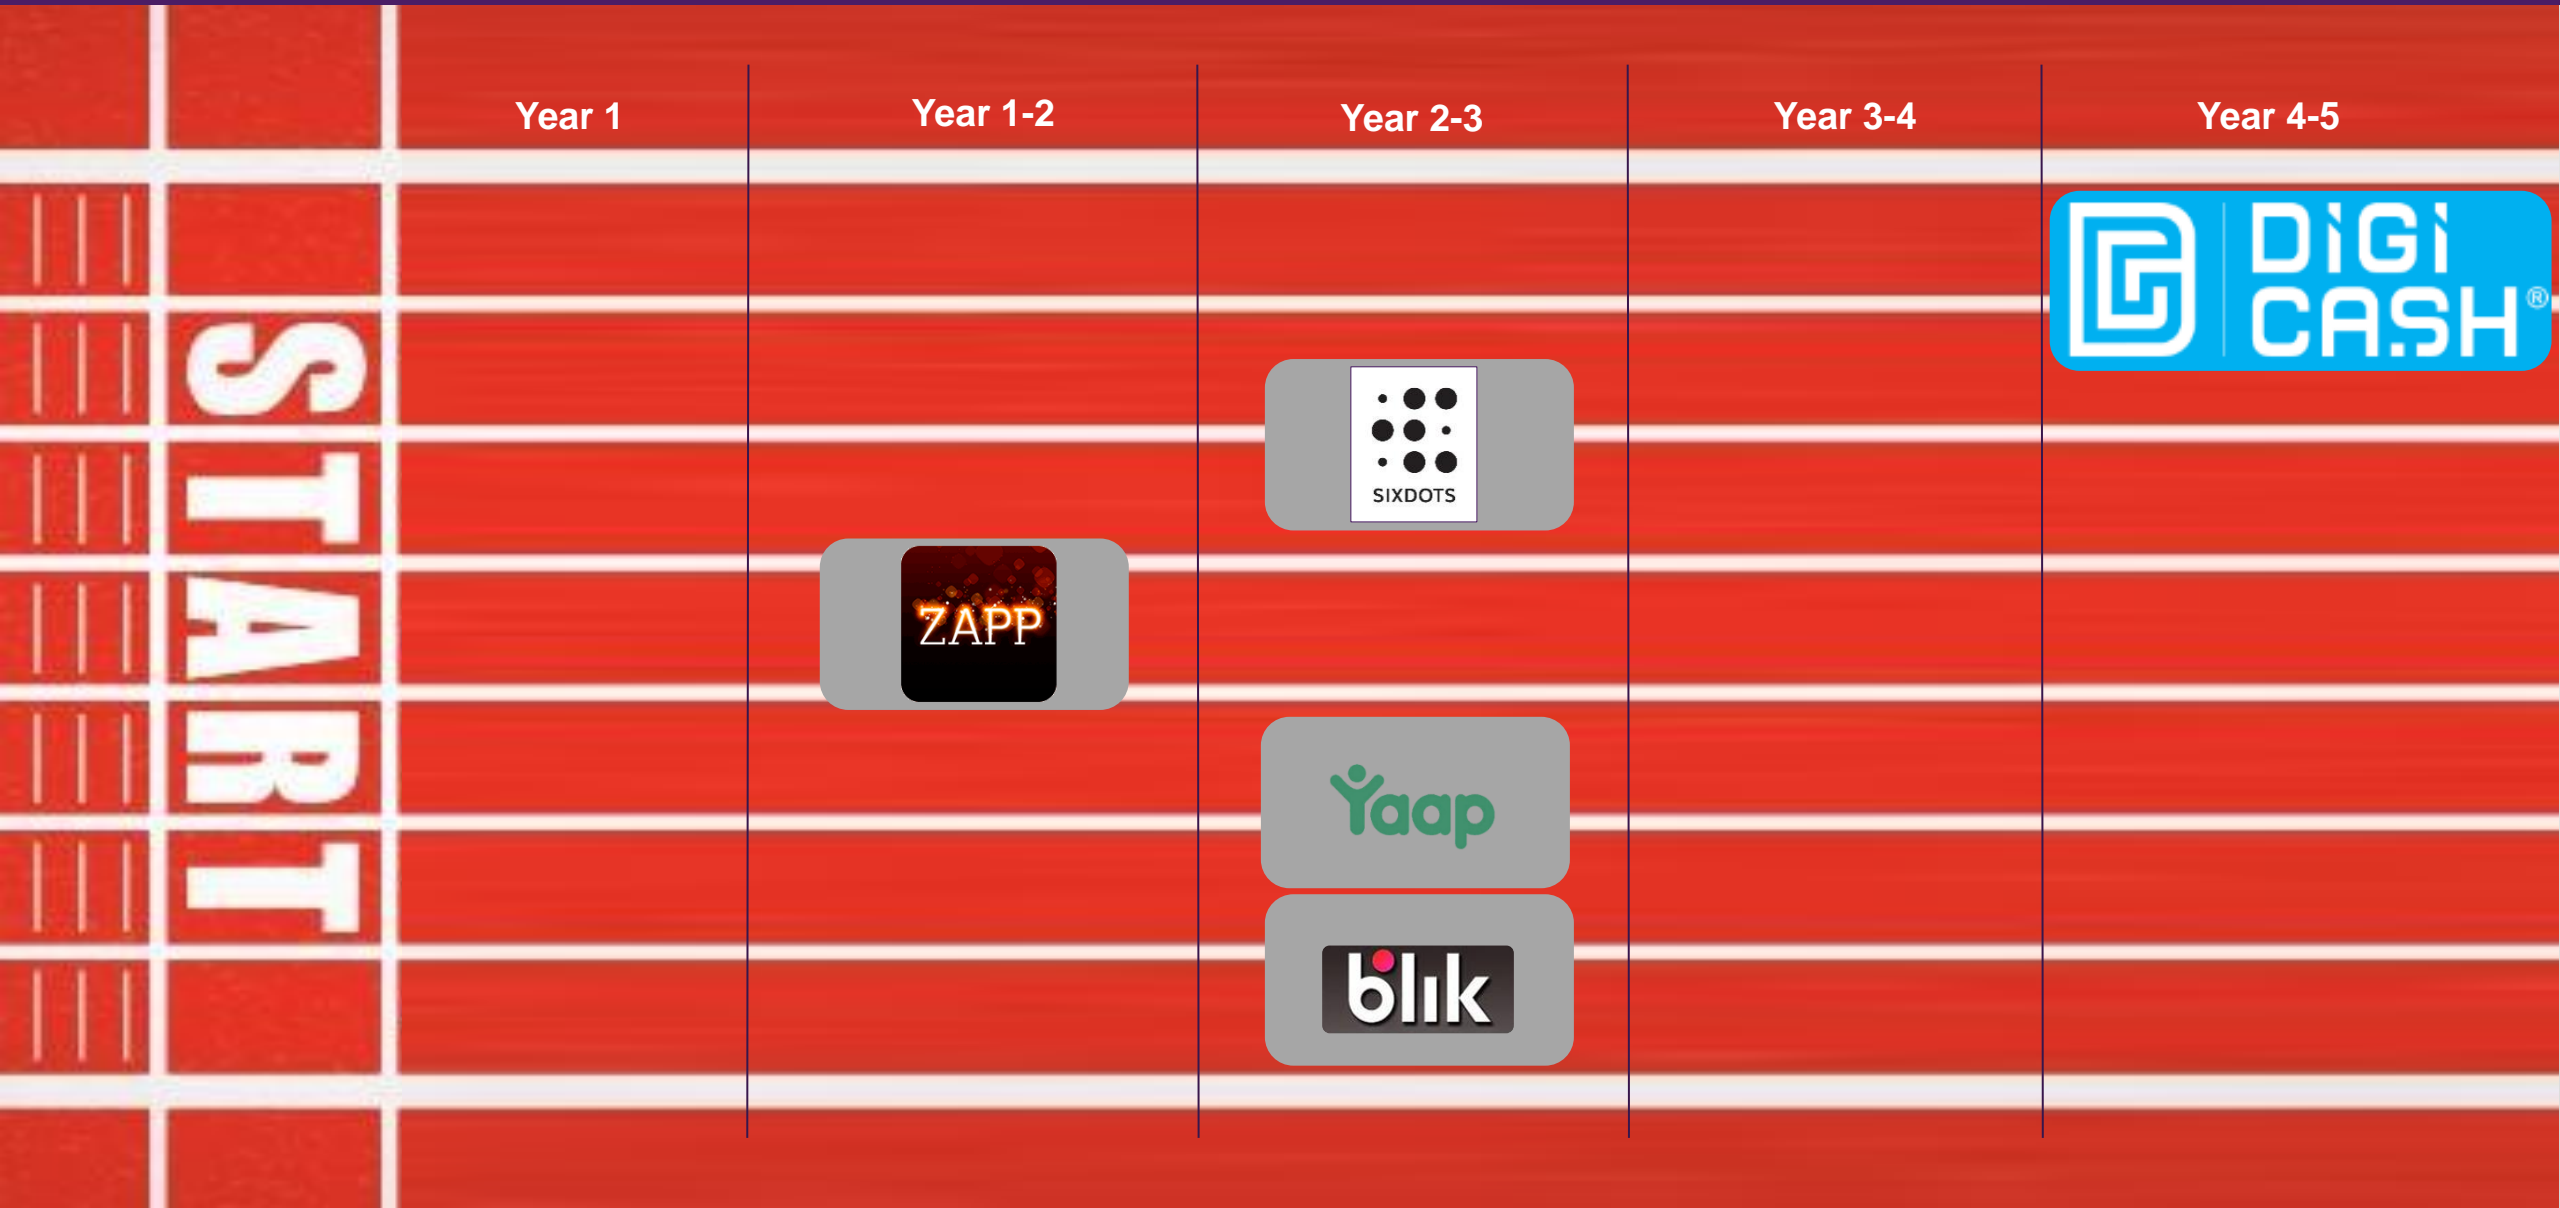 Year 1
Year 1-2
Year 2-3
Year 3-4
Year 4-5
START
DIGI
CASH®
SIXDOTS
ZAPP
Yaap
blik